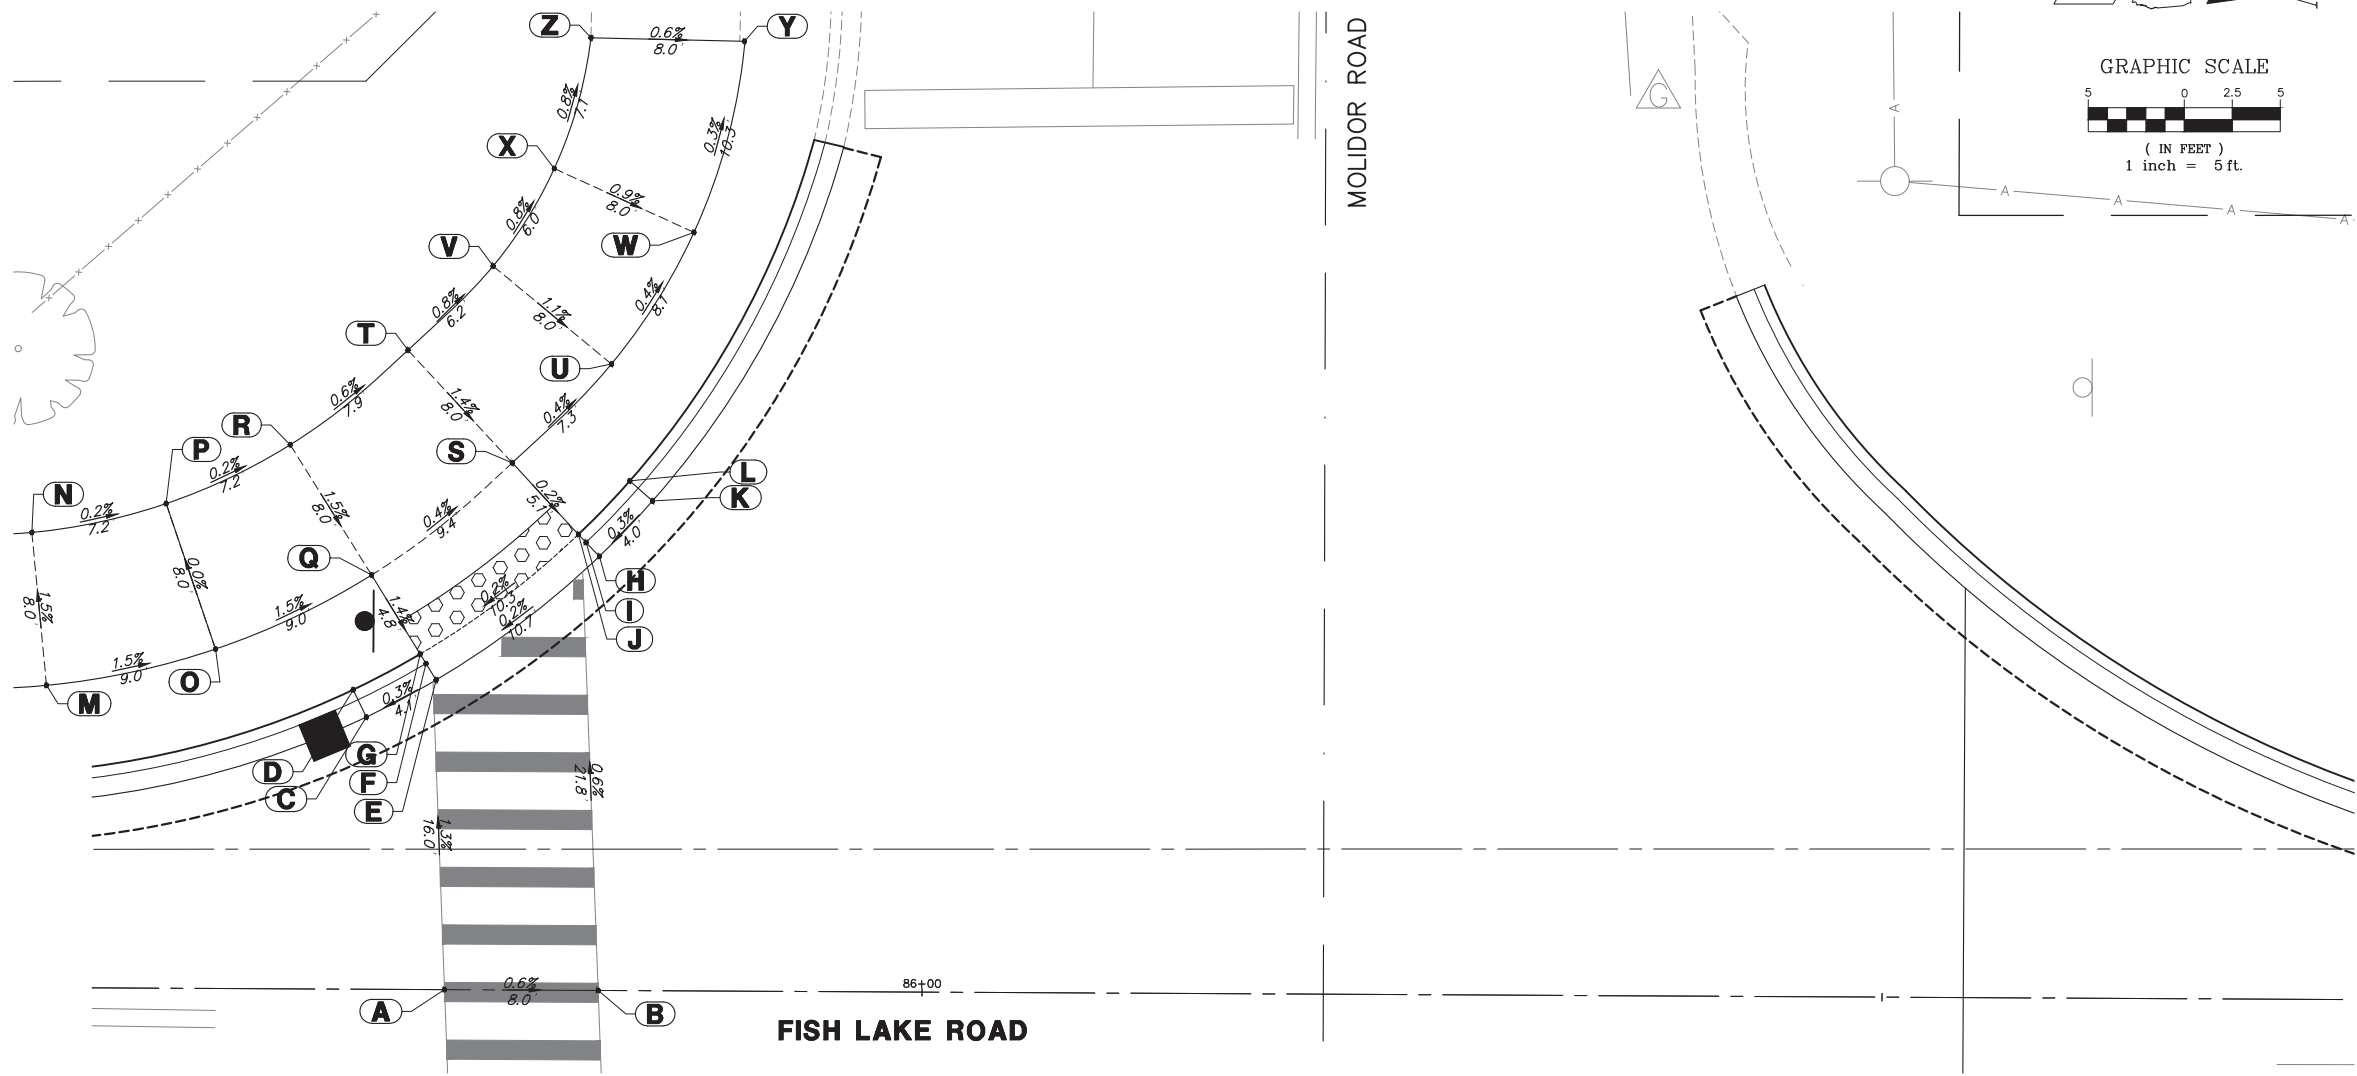 Z
0.6%
8.0'
Y
MOLIDOR ROAD
G
A
GRAPHIC SCALE
5 0 2.5 5
( IN FEET )
1 inch = 5 ft.
A
A
A
A
0.8%
7.1'
0.3%
10.3'
X
0.9%
8.0'
W
0.8%
6.0'
V
1.1%
8.0'
0.4%
8.1'
0.8%
6.2'
T
U
1.4%
8.0'
0.4%
7.3'
0.6%
7.9'
R
P
S
L
K
0.2%
7.2'
N
0.2%
7.2'
1.5%
8.0'
0.4%
9.4'
0.2%
5.1'
0.3%
4.0'
Q
0.0%
8.0'
H
I
J
1.5%
8.0'
1.5%
9.0'
1.4%
4.8'
0.2%
10.3'
0.2%
10.7'
1.5%
9.0'
O
M
0.3%
4.1'
G
D
F
C
E
0.6%
21.8'
1.3%
16.0'
0.6%
8.0'
A
B
86+00
FISH LAKE ROAD